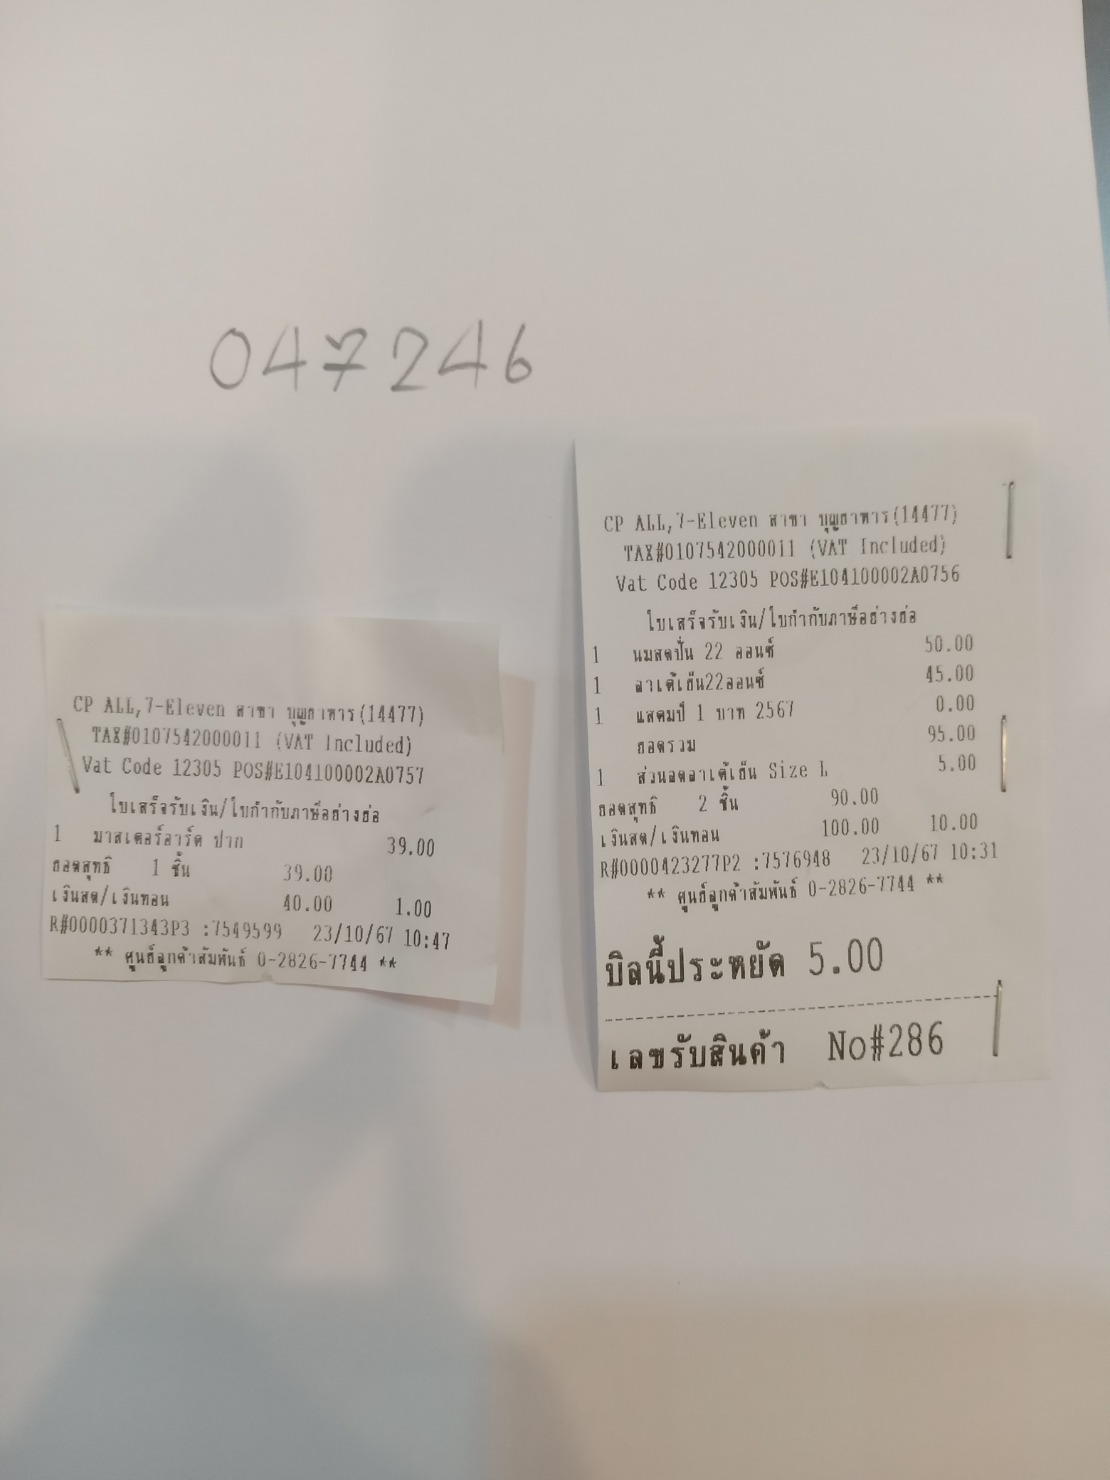 047246
CP ALL,7-Eleven สาขา บุญธาหาร(14477)
TAX#0107542000011 (VAT Included)
Vat Code 12305 POS#E104100002A0757
ใบเสร็จรับเงิน/ใบกำกับภาษีอย่างย่อ
1 มาสเตอร์อาร์ต ปาก 39.00
ยอดสุทธิ 1 ชิ้น 39.00
เงินสด/เงินทอน 40.00 1.00
R#0000371343P3 :7549599 23/10/67 10:47
** ศูนย์ลูกค้าสัมพันธ์ 0-2826-7744 **
CP ALL,7-Eleven สาขา บุญธาหาร(14477)
TAX#0107542000011 (VAT Included)
Vat Code 12305 POS#E104100002A0756
ใบเสร็จรับเงิน/ใบกำกับภาษีอย่างย่อ
1 นมสดปั่น 22 ออนซ์ 50.00
1 ลาเต้เย็น22ออนซ์ 45.00
1 แสตมป์ 1 บาท 2567 0.00
ยอดรวม 95.00
1 ส่วนลดลาเต้เย็น Size L 5.00
ยอดสุทธิ 2 ชิ้น 90.00
เงินสด/เงินทอน 100.00 10.00
R#0000423277P2 :7576948 23/10/67 10:31
** ศูนย์ลูกค้าสัมพันธ์ 0-2826-7744 **
บิลนี้ประหยัด 5.00
เลขรับสินค้า No#286